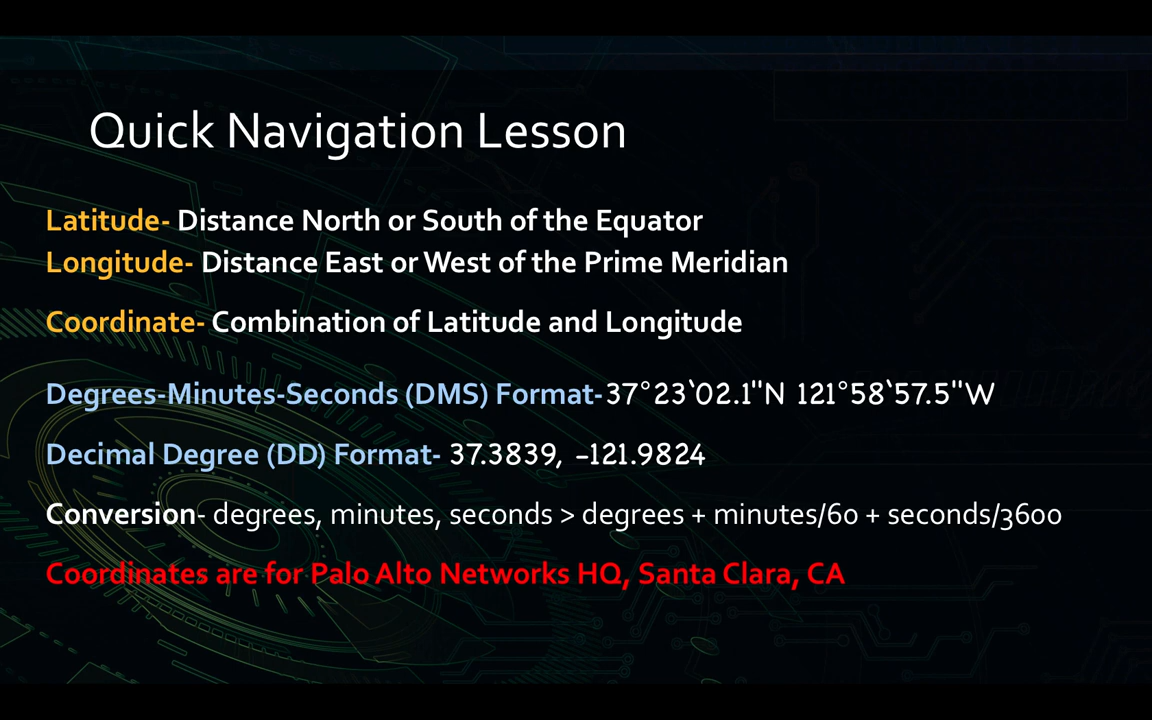 Quick Navigation Lesson
Latitude- Distance North or South of the Equator
Longitude- Distance East or West of the Prime Meridian
Coordinate- Combination of Latitude and Longitude
Degrees-Minutes-Seconds (DMS) Format-37°23‵02.1"N 121°58‵57.5"W
Decimal Degree (DD) Format- 37.3839, -121.9824
Conversion- degrees, minutes, seconds > degrees + minutes/60 + seconds/3600
Coordinates are for Palo Alto Networks HQ, Santa Clara, CA